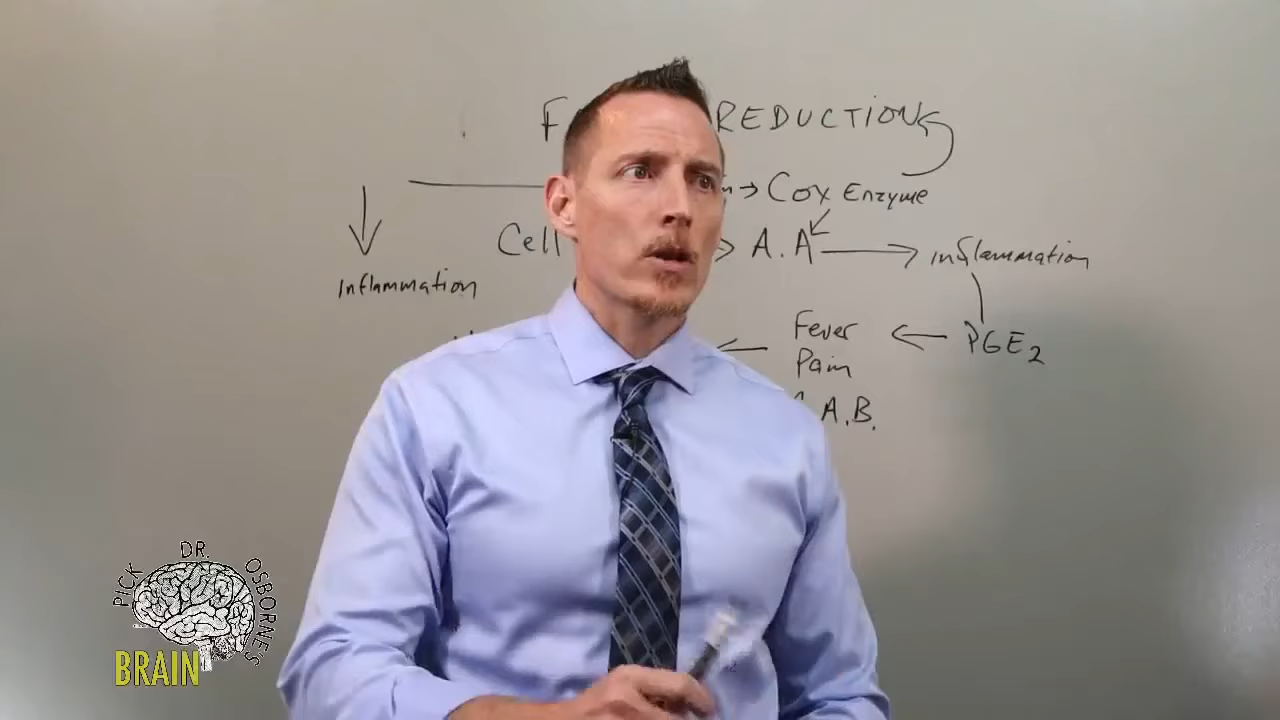 REDUCTION
Cox Enzyme
Cell
A.A
inflammation
Inflammation
Fever
PGE2
Pain
A.B.
PICK DR. OSBORNE'S
BRAIN